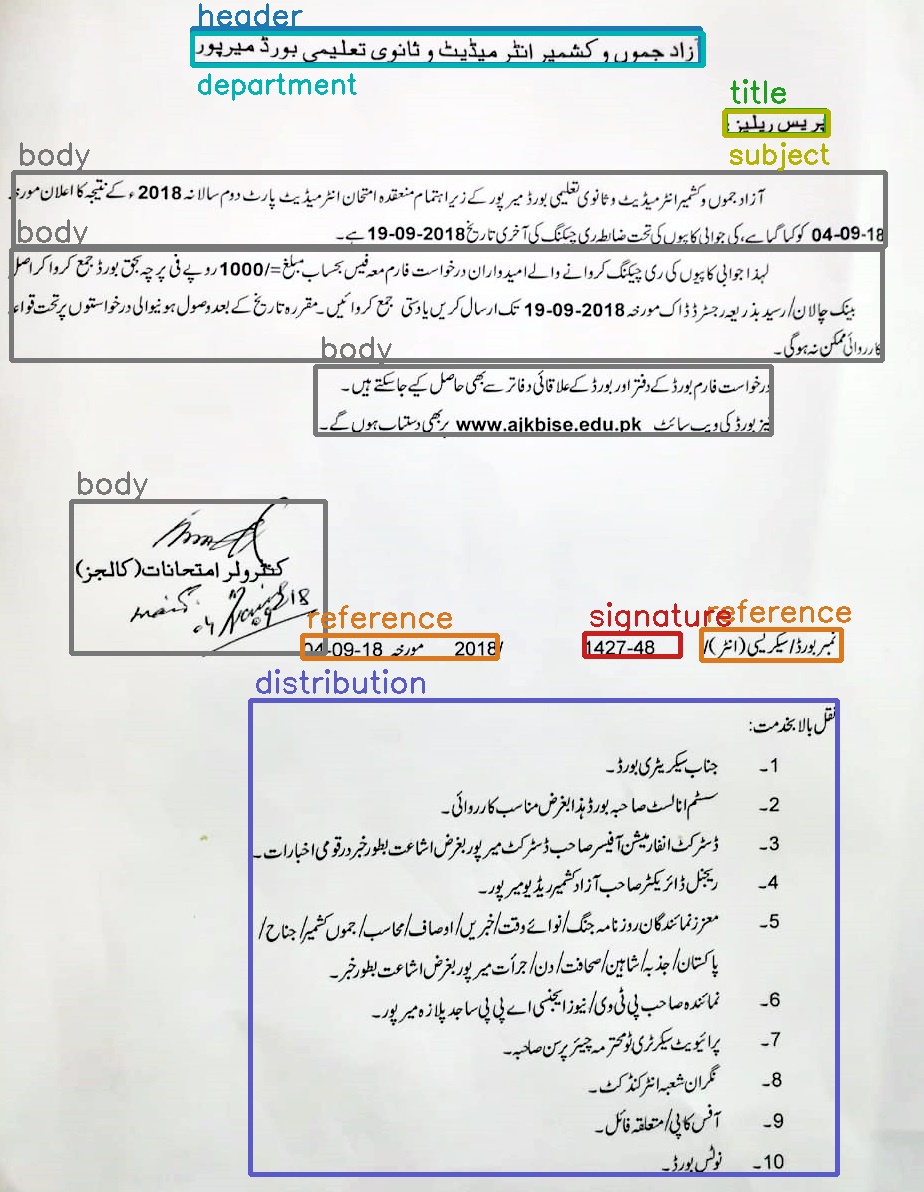 header
آزاد جموں و کشمیر انٹر میڈیٹ و ثانوی تعلیمی بورڈ میرپور
department
title
پریس ریلیز:
subject
body
آزاد جموں و کشمیر انٹر میڈیٹ و ثانوی تعلیمی بورڈ میرپور کے زیر اہتمام منعقدہ امتحان انٹر میڈیٹ پارٹ دوم سالانہ 2018ء کے نتیجہ کا اعلان مورخہ
body
04-09-18 کو کیا گیا ہے، کی جوابی کاپیوں کی تحت ضابطہ ری چیکنگ کی آخری تاریخ 19-09-2018 ہے۔
لہذا جوابی کاپیوں کی ری چیکنگ کروانے والے امیدواران درخواست فارم معہ فیس بحساب مبلغ =/1000 روپے فی پرچہ بحق بورڈ جمع کروا کر اصل
بینک چالان/رسید بذریعہ رجسٹرڈ ڈاک مورخہ 19-09-2018 تک ارسال کریں یا دستی جمع کروائیں۔ مقررہ تاریخ کے بعد وصول ہونیوالی درخواستوں پر تحت قواعد
کارروائی ممکن نہ ہوگی۔
body
درخواست فارم بورڈ کے دفتر اور بورڈ کے علاقائی دفاتر سے بھی حاصل کیے جاسکتے ہیں۔
نیز بورڈ کی ویب سائٹ www.ajkbise.edu.pk پر بھی دستیاب ہوں گے۔
body
کنٹرولر امتحانات (کالجز)
reference
signature
reference
نمبر بورڈ/سیکریسی (انٹر)/ 1427-48 /2018 مورخہ 04-09-18
distribution
نقل بالا بخدمت:
1۔ جناب سیکریٹری بورڈ۔
2۔ سسٹم انالسٹ صاحبہ بورڈ ہذا بغرض مناسب کارروائی۔
3۔ ڈسٹرکٹ انفارمیشن آفیسر صاحب ڈسٹرکٹ میرپور بغرض اشاعت بطور خبر در قومی اخبارات۔
4۔ ریجنل ڈائریکٹر صاحب آزاد کشمیر ریڈیو میرپور۔
5۔ معزز نمائندگان روزنامہ جنگ/نوائے وقت/خبریں/اوصاف/محاسب/جموں کشمیر/جناح/
پاکستان/جذبہ/شاہین/صحافت/دن/جرأت میرپور بغرض اشاعت بطور خبر۔
6۔ نمائندہ صاحب پی ٹی وی/نیوز ایجنسی اے پی پی ساجد پلازہ میرپور۔
7۔ پرائیویٹ سیکرٹری ٹو محترمہ چیئرپرسن صاحبہ۔
8۔ نگران شعبہ انٹر کنڈکٹ۔
9۔ آفس کاپی/متعلقہ فائل۔
10۔ نوٹس بورڈ۔